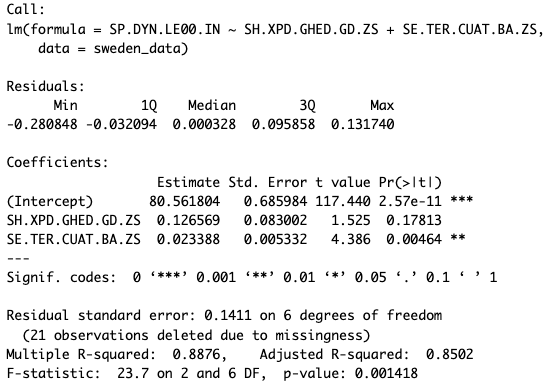 Call:
lm(formula = SP.DYN.LE00.IN ~ SH.XPD.GHED.GD.ZS + SE.TER.CUAT.BA.ZS,
    data = sweden_data)

Residuals:
      Min        1Q    Median        3Q       Max
-0.280848 -0.032094  0.000328  0.095858  0.131740

Coefficients:
                   Estimate Std. Error t value Pr(>|t|)
(Intercept)       80.561804   0.685984 117.440 2.57e-11 ***
SH.XPD.GHED.GD.ZS  0.126569   0.083002   1.525  0.17813
SE.TER.CUAT.BA.ZS  0.023388   0.005332   4.386  0.00464 **
---
Signif. codes:  0 ‘***’ 0.001 ‘**’ 0.01 ‘*’ 0.05 ‘.’ 0.1 ‘ ’ 1

Residual standard error: 0.1411 on 6 degrees of freedom
  (21 observations deleted due to missingness)
Multiple R-squared:  0.8876,    Adjusted R-squared:  0.8502
F-statistic:  23.7 on 2 and 6 DF,  p-value: 0.001418